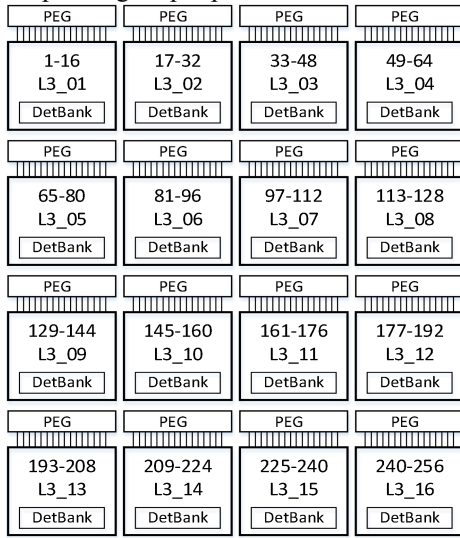 PEG PEG PEG PEG
1-16 17-32 33-48 49-64
L3_01 L3_02 L3_03 L3_04
DetBank DetBank DetBank DetBank
PEG PEG PEG PEG
65-80 81-96 97-112 113-128
L3_05 L3_06 L3_07 L3_08
DetBank DetBank DetBank DetBank
PEG PEG PEG PEG
129-144 145-160 161-176 177-192
L3_09 L3_10 L3_11 L3_12
DetBank DetBank DetBank DetBank
PEG PEG PEG PEG
193-208 209-224 225-240 240-256
L3_13 L3_14 L3_15 L3_16
DetBank DetBank DetBank DetBank